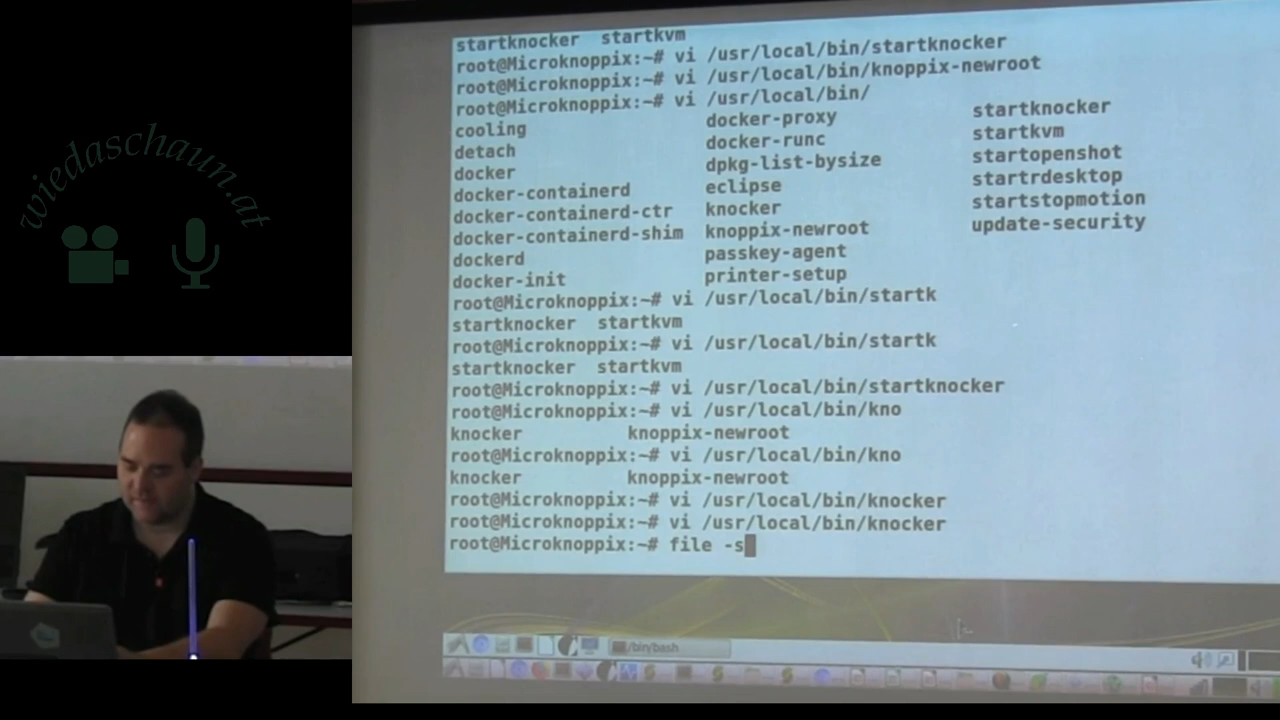 wiedaschaun.at
startknocker startkvm
root@Microknoppix:~# vi /usr/local/bin/startknocker
root@Microknoppix:~# vi /usr/local/bin/knoppix-newroot
root@Microknoppix:~# vi /usr/local/bin/
cooling docker-proxy startknocker
detach docker-runc startkvm
docker dpkg-list-bysize startopenshot
docker-containerd eclipse startrdesktop
docker-containerd-ctr knocker startstopmotion
docker-containerd-shim knoppix-newroot update-security
dockerd passkey-agent
docker-init printer-setup
root@Microknoppix:~# vi /usr/local/bin/startk
startknocker startkvm
root@Microknoppix:~# vi /usr/local/bin/startk
startknocker startkvm
root@Microknoppix:~# vi /usr/local/bin/startknocker
root@Microknoppix:~# vi /usr/local/bin/kno
knocker knoppix-newroot
root@Microknoppix:~# vi /usr/local/bin/kno
knocker knoppix-newroot
root@Microknoppix:~# vi /usr/local/bin/knocker
root@Microknoppix:~# vi /usr/local/bin/knocker
root@Microknoppix:~# file -s
/bin/bash